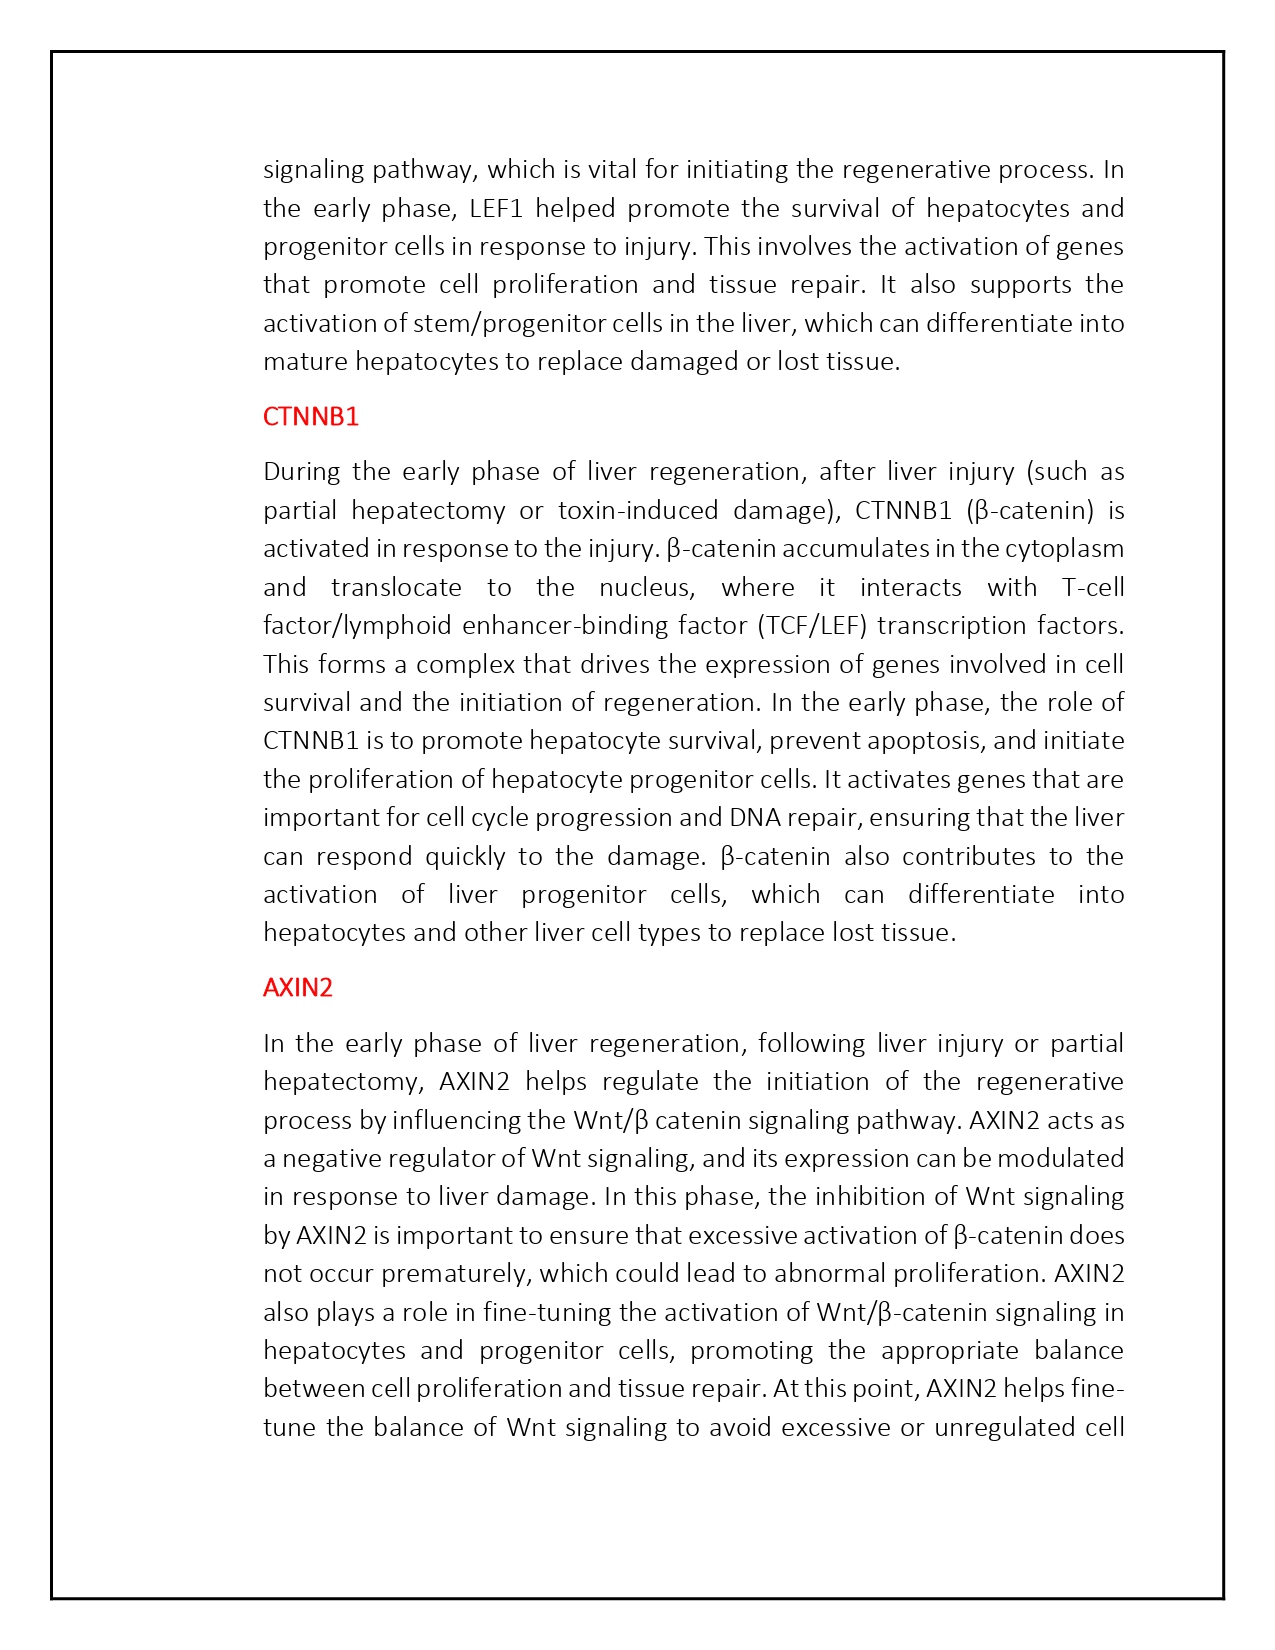 signaling pathway, which is vital for initiating the regenerative process. In
the early phase, LEF1 helped promote the survival of hepatocytes and
progenitor cells in response to injury. This involves the activation of genes
that promote cell proliferation and tissue repair. It also supports the
activation of stem/progenitor cells in the liver, which can differentiate into
mature hepatocytes to replace damaged or lost tissue.
CTNNB1
During the early phase of liver regeneration, after liver injury (such as
partial hepatectomy or toxin-induced damage), CTNNB1 (β-catenin) is
activated in response to the injury. β-catenin accumulates in the cytoplasm
and translocate to the nucleus, where it interacts with T-cell
factor/lymphoid enhancer-binding factor (TCF/LEF) transcription factors.
This forms a complex that drives the expression of genes involved in cell
survival and the initiation of regeneration. In the early phase, the role of
CTNNB1 is to promote hepatocyte survival, prevent apoptosis, and initiate
the proliferation of hepatocyte progenitor cells. It activates genes that are
important for cell cycle progression and DNA repair, ensuring that the liver
can respond quickly to the damage. β-catenin also contributes to the
activation of liver progenitor cells, which can differentiate into
hepatocytes and other liver cell types to replace lost tissue.
AXIN2
In the early phase of liver regeneration, following liver injury or partial
hepatectomy, AXIN2 helps regulate the initiation of the regenerative
process by influencing the Wnt/β catenin signaling pathway. AXIN2 acts as
a negative regulator of Wnt signaling, and its expression can be modulated
in response to liver damage. In this phase, the inhibition of Wnt signaling
by AXIN2 is important to ensure that excessive activation of β-catenin does
not occur prematurely, which could lead to abnormal proliferation. AXIN2
also plays a role in fine-tuning the activation of Wnt/β-catenin signaling in
hepatocytes and progenitor cells, promoting the appropriate balance
between cell proliferation and tissue repair. At this point, AXIN2 helps fine-
tune the balance of Wnt signaling to avoid excessive or unregulated cell